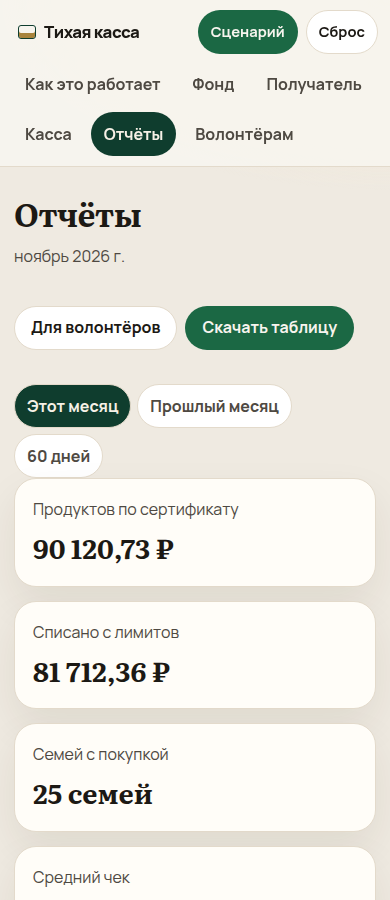 Тихая касса
Сценарий
Сброс
Как это работает
Фонд
Получатель
Касса
Отчёты
Волонтёрам
Отчёты
ноябрь 2026 г.
Для волонтёров
Скачать таблицу
Этот месяц
Прошлый месяц
60 дней
Продуктов по сертификату
90 120,73 ₽
Списано с лимитов
81 712,36 ₽
Семей с покупкой
25 семей
Средний чек